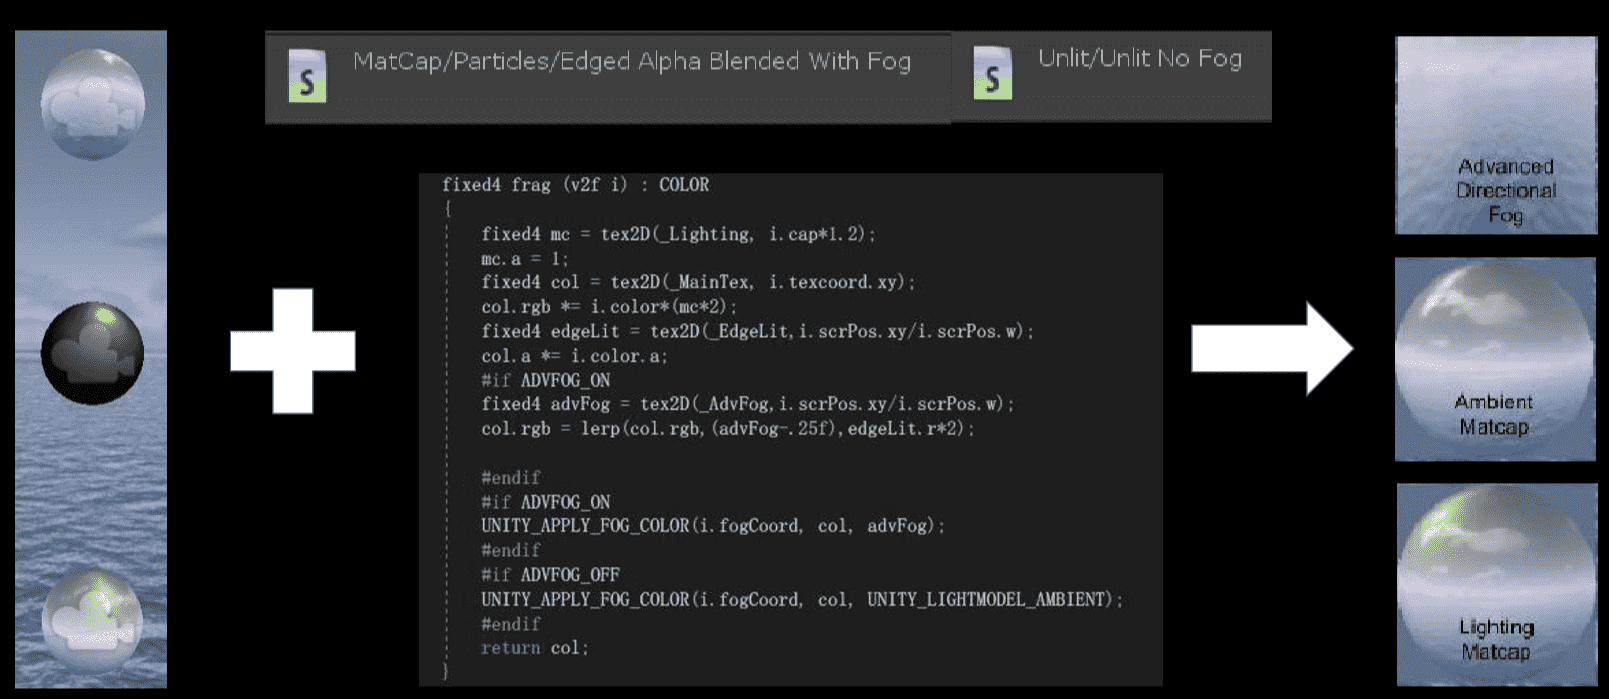 MatCap/Particles/Edged Alpha Blended With Fog
Unlit/Unlit No Fog
S
S
fixed4 frag (v2f i) : COLOR
{
fixed4 mc = tex2D(_Lighting, i.cap*1.2);
mc.a = 1;
fixed4 col = tex2D(_MainTex, i.texcoord.xy);
col.rgb *= i.color*(mc*2);
fixed4 edgeLit = tex2D(_EdgeLit,i.scrPos.xy/i.scrPos.w);
col.a *= i.color.a;
#if ADVFOG_ON
fixed4 advFog = tex2D(_AdvFog,i.scrPos.xy/i.scrPos.w);
col.rgb = lerp(col.rgb,(advFog-.25f),edgeLit.r*2);
#endif
#if ADVFOG_ON
UNITY_APPLY_FOG_COLOR(i.fogCoord, col, advFog);
#endif
#if ADVFOG_OFF
UNITY_APPLY_FOG_COLOR(i.fogCoord, col, UNITY_LIGHTMODEL_AMBIENT);
#endif
return col;
}
Advanced
Directional
Fog
Ambient
Matcap
Lighting
Matcap